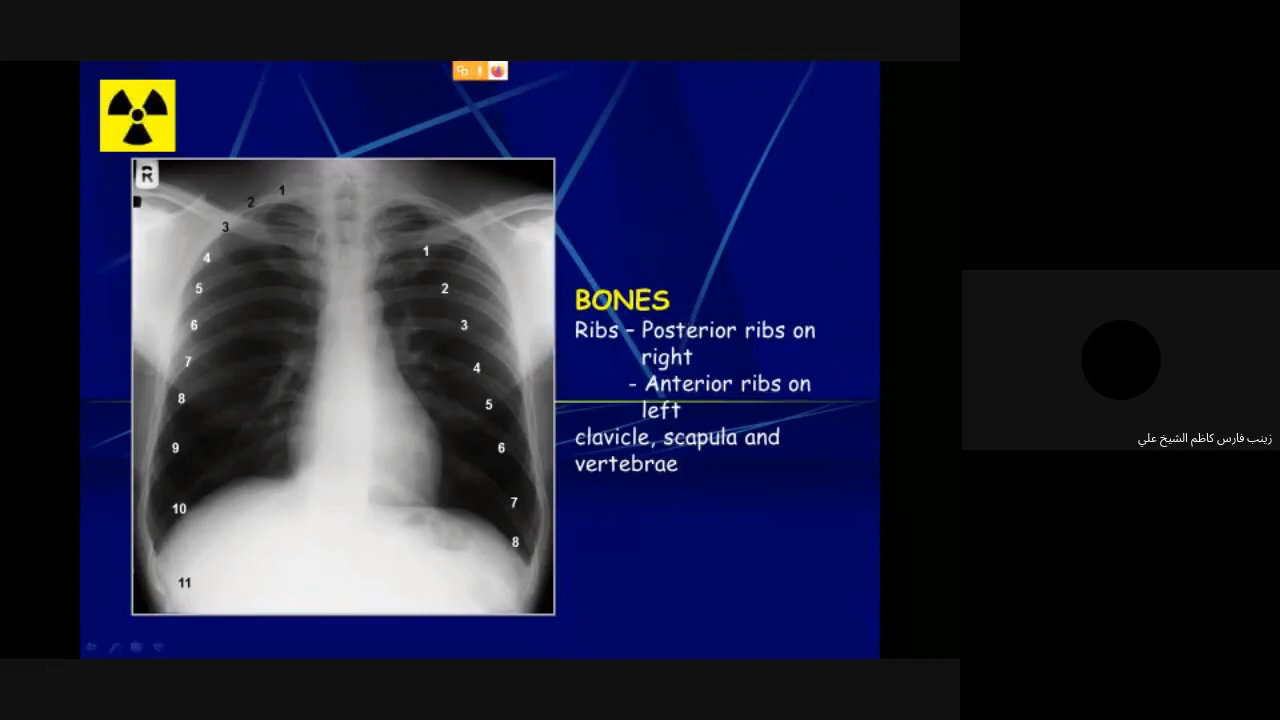 R
1
2
3
4
5
6
7
8
9
10
11
1
2
3
4
5
6
7
8
BONES
Ribs – Posterior ribs on
right
- Anterior ribs on
left
clavicle, scapula and
vertebrae
زينب فارس كاظم الشيخ علي